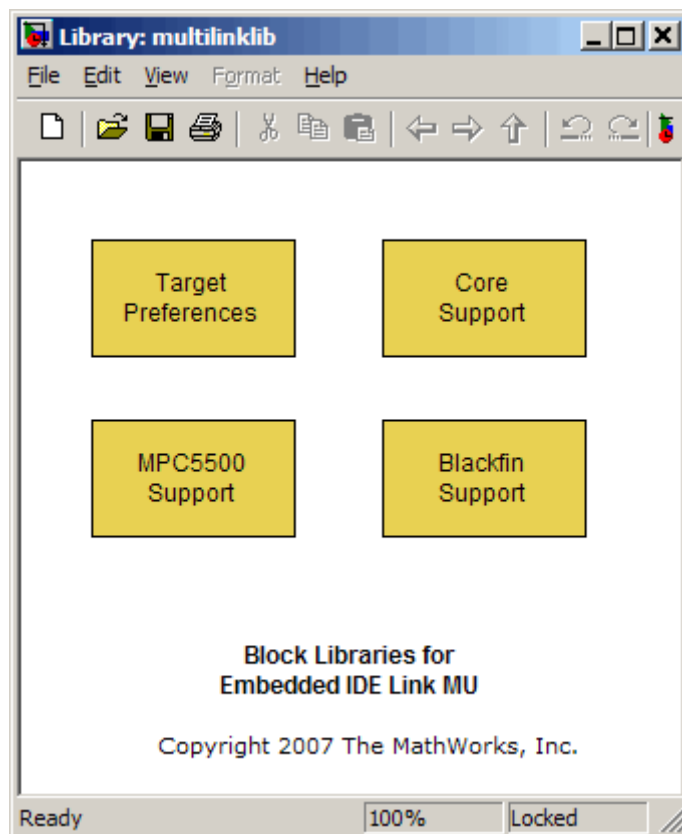 Library: multilinklib
File Edit View Format Help
Target
Preferences
Core
Support
MPC5500
Support
Blackfin
Support
Block Libraries for
Embedded IDE Link MU
Copyright 2007 The MathWorks, Inc.
Ready 100% Locked